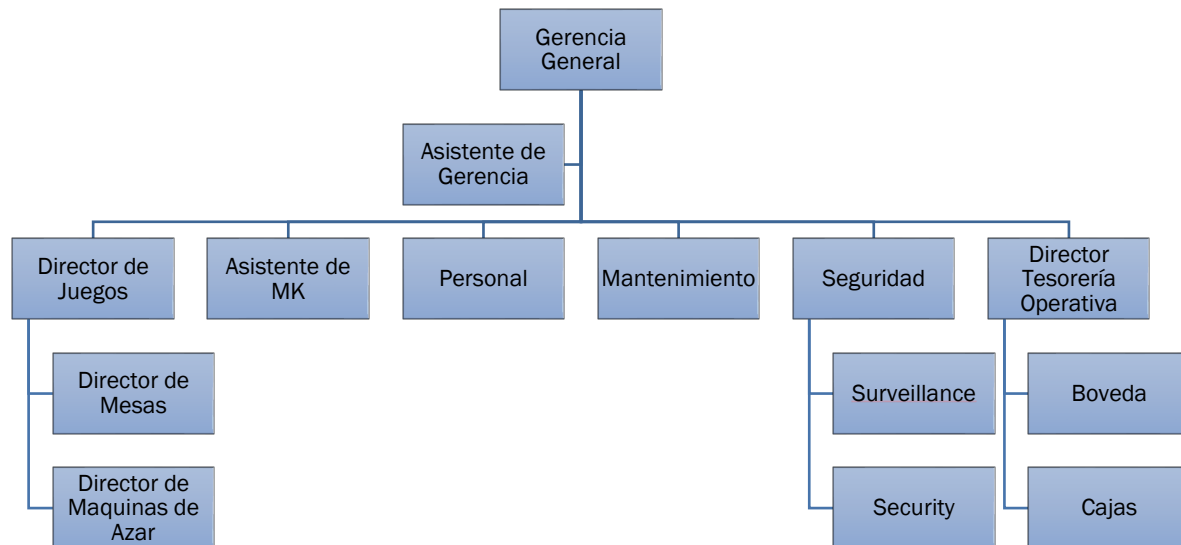 Gerencia
General
Asistente de
Gerencia
Director de
Juegos
Asistente de
MK
Personal
Mantenimiento
Seguridad
Director
Tesorería
Operativa
Director de
Mesas
Surveillance
Boveda
Director de
Maquinas de
Azar
Security
Cajas